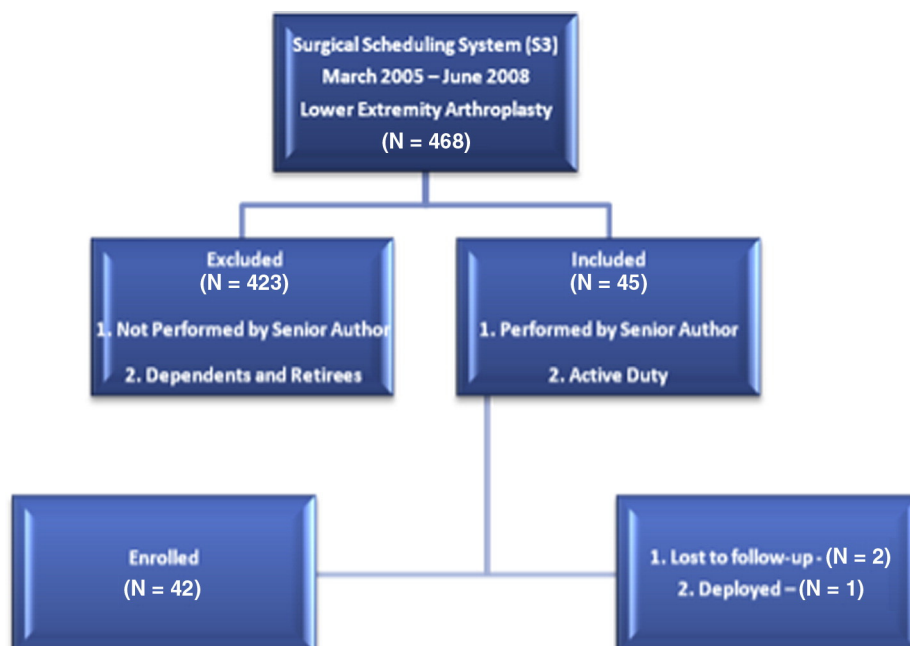 Surgical Scheduling System (S3)
March 2005 – June 2008
Lower Extremity Arthroplasty
(N = 468)
Excluded
(N = 423)
1. Not Performed by Senior Author
2. Dependents and Retirees
Included
(N = 45)
1. Performed by Senior Author
2. Active Duty
Enrolled
(N = 42)
1. Lost to follow-up - (N = 2)
2. Deployed – (N = 1)